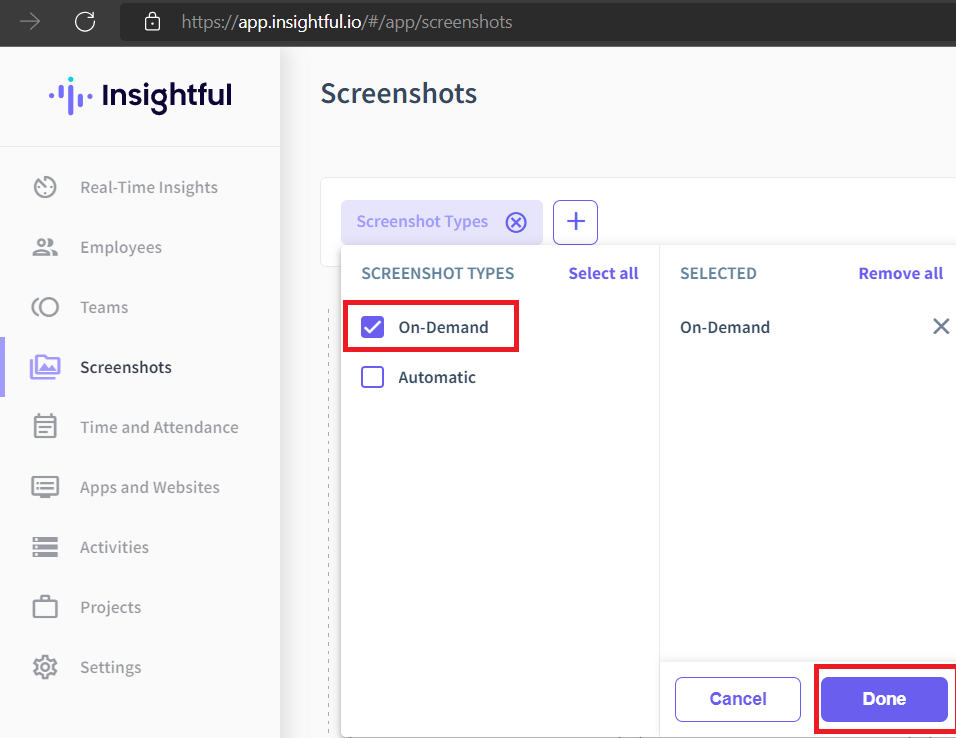 https://app.insightful.io/#/app/screenshots
Insightful
Real-Time Insights
Employees
Teams
Screenshots
Time and Attendance
Apps and Websites
Activities
Projects
Settings
Screenshots
Screenshot Types
SCREENSHOT TYPES Select all
On-Demand
Automatic
SELECTED Remove all
On-Demand
Cancel Done